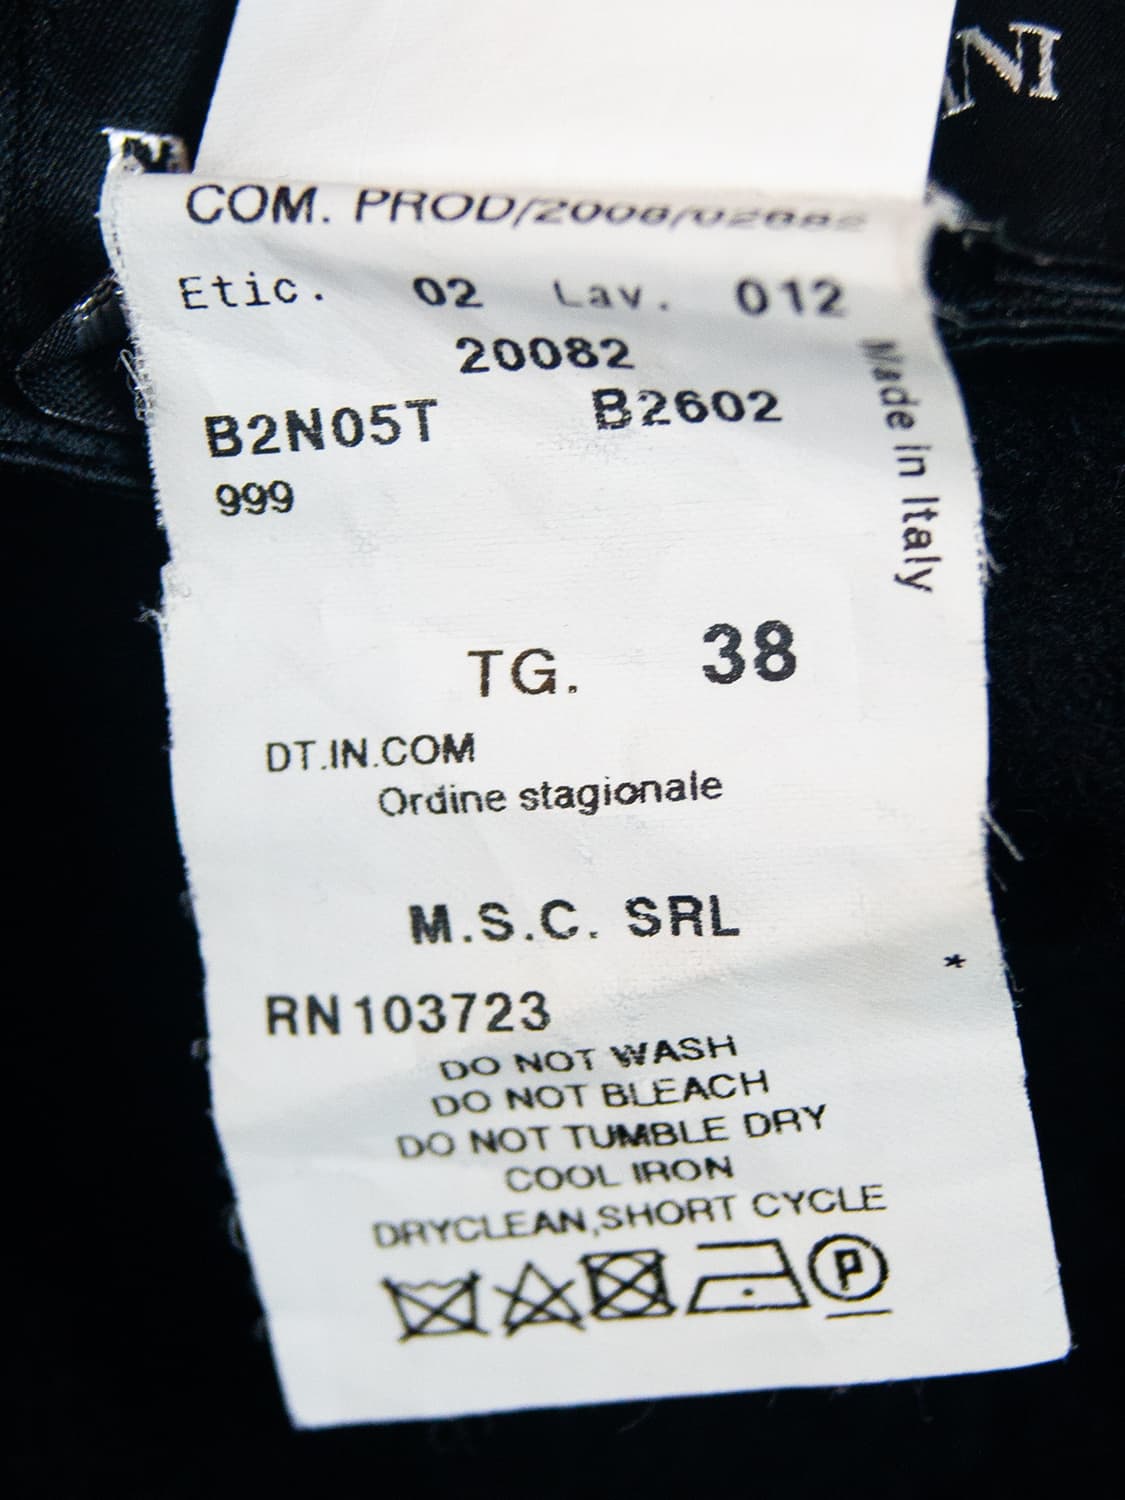 COM. PROD/2008/02682
Etic. 02 Lav. 012
20082
B2N05T B2602
999
Made in Italy
TG. 38
DT.IN.COM
Ordine stagionale
M.S.C. SRL
*
RN103723
DO NOT WASH
DO NOT BLEACH
DO NOT TUMBLE DRY
COOL IRON
DRYCLEAN,SHORT CYCLE
P